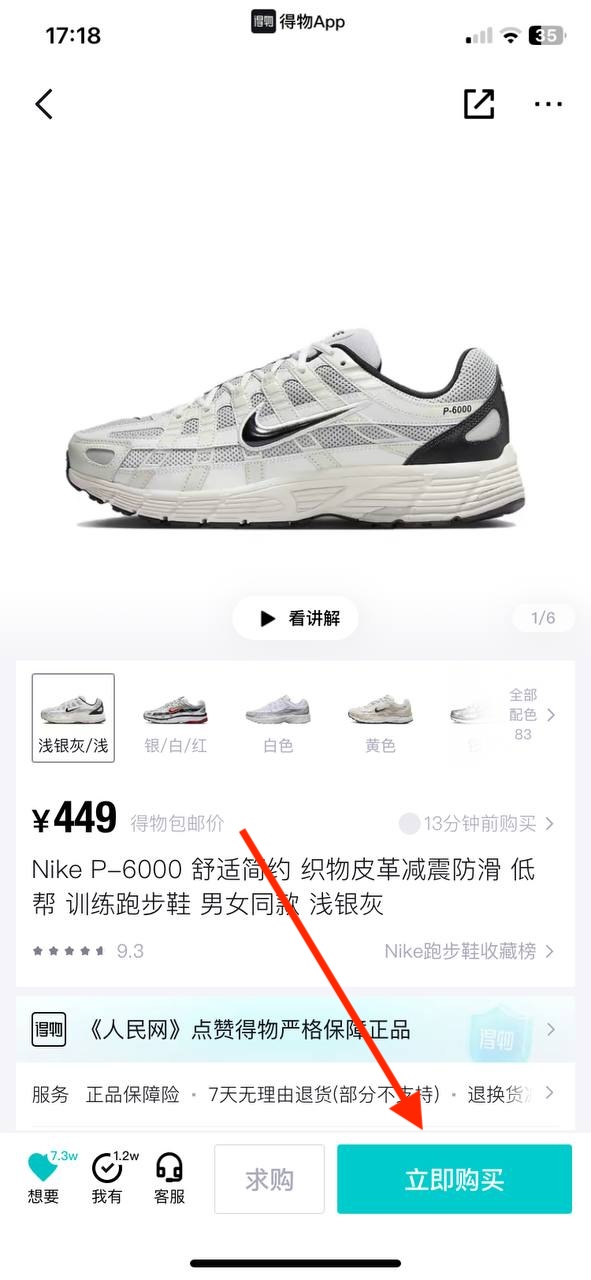 17:18
得物 得物App
35
P-6000
看讲解
1/6
浅银灰/浅
银/白/红
白色
黄色
全部
配色
83
¥449 得物包邮价
13分钟前购买
Nike P-6000 舒适简约 织物皮革减震防滑 低
帮 训练跑步鞋 男女同款 浅银灰
9.3
Nike跑步鞋收藏榜
得物 《人民网》点赞得物严格保障正品
得物
服务 正品保障险 · 7天无理由退货(部分不支持) · 退换货
7.3w
想要
1.2w
我有
客服
求购
立即购买